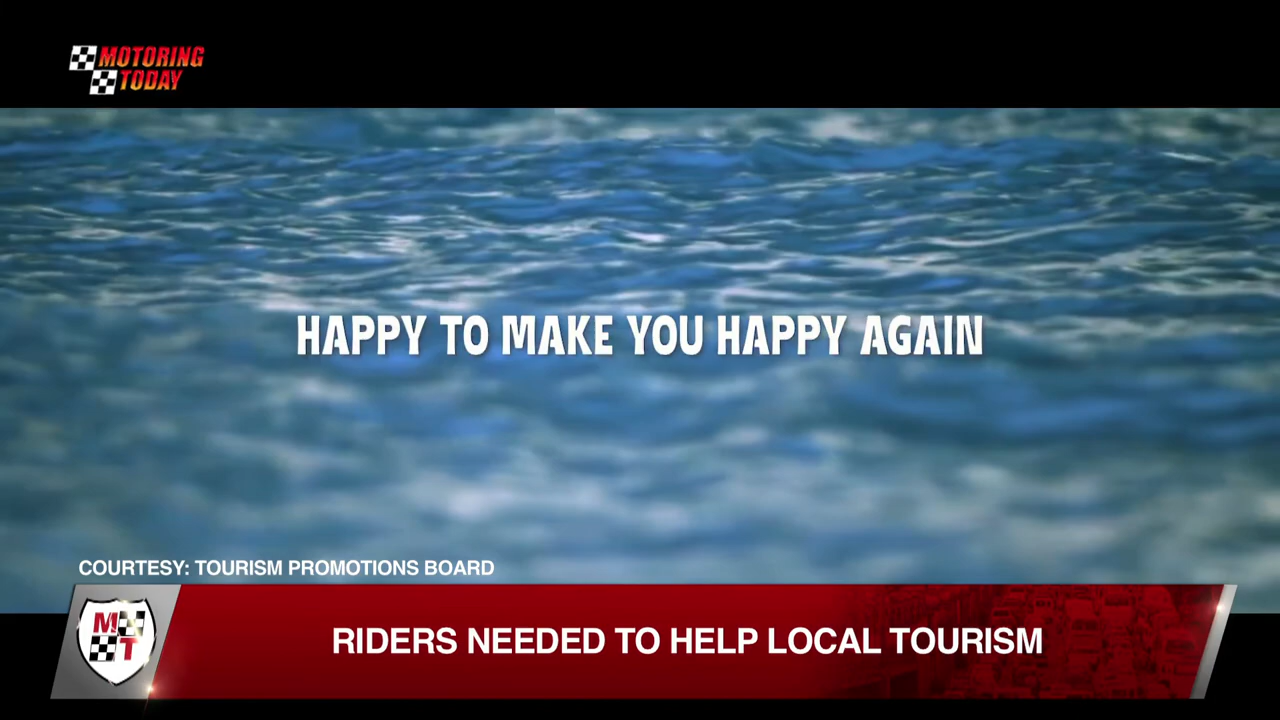 MOTORING
TODAY
HAPPY TO MAKE YOU HAPPY AGAIN
COURTESY: TOURISM PROMOTIONS BOARD
M
T
RIDERS NEEDED TO HELP LOCAL TOURISM